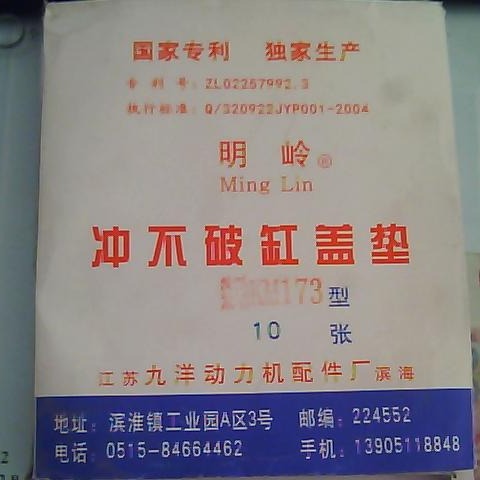 国家专利 独家生产
专 利 号：ZL02257992.3
执行标准：Q/320922JYP001-2004
明 岭®
Ming Lin
冲不破缸盖垫
173型
10 张
江苏九洋动力机配件厂滨海
地址：滨淮镇工业园A区3号 邮编：224552
电话：0515-84664462 手机：13905118848